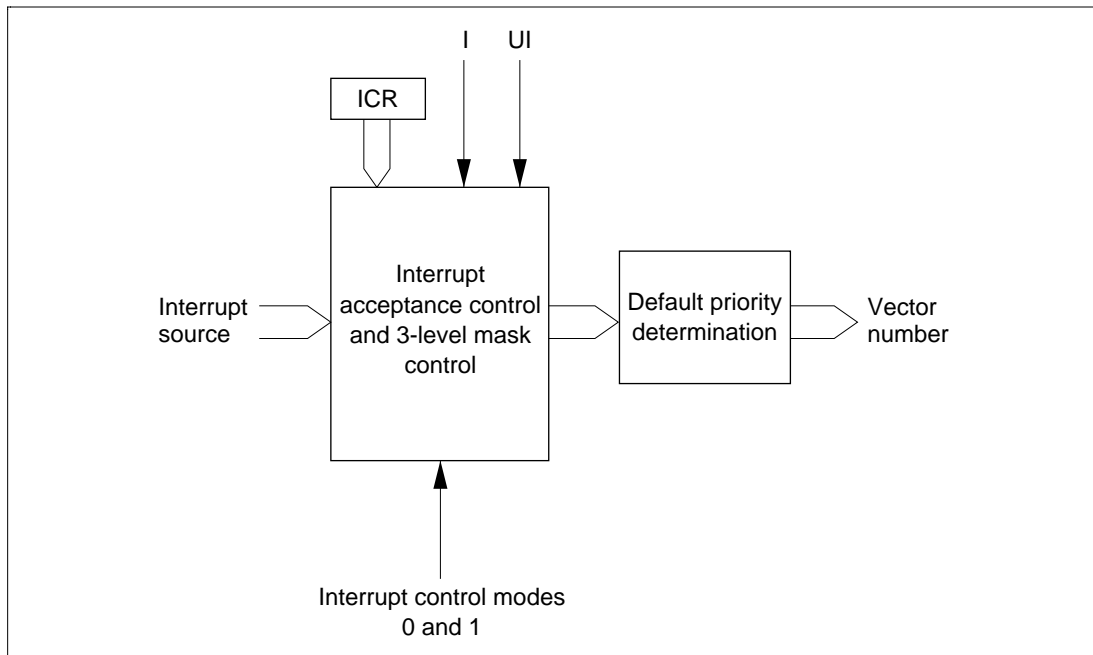 I
UI
ICR
Interrupt
acceptance control
and 3-level mask
control
Interrupt
source
Default priority
determination
Vector
number
Interrupt control modes
0 and 1